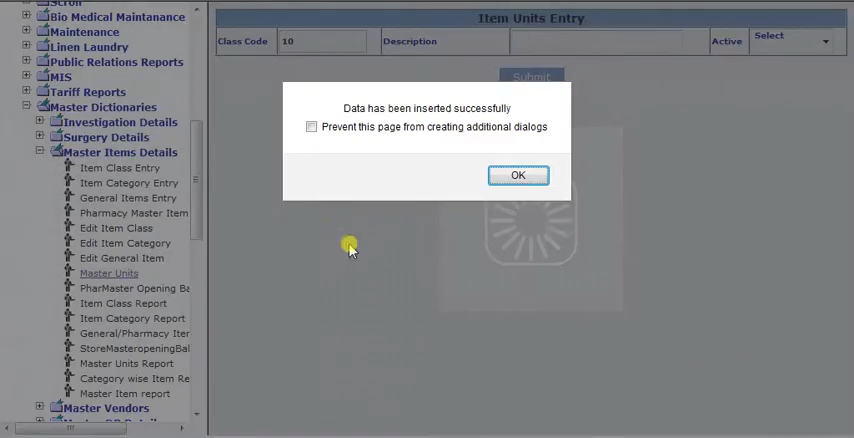 Scroll
Bio Medical Maintanance
Maintenance
Linen Laundry
Public Relations Reports
MIS
Tariff Reports
Master Dictionaries
Investigation Details
Surgery Details
Master Items Details
Item Class Entry
Item Category Entry
General Items Entry
Pharmacy Master Item
Edit Item Class
Edit Item Category
Edit General Item
Master Units
PharMaster Opening Ba
Item Class Report
Item Category Report
General/Pharmacy Iter
StoreMasteropeningBal
Master Units Report
Category wise Item Re
Master Item report
Master Vendors
Item Units Entry
Class Code 10 Description Active Select
Submit
Data has been inserted successfully
Prevent this page from creating additional dialogs
OK